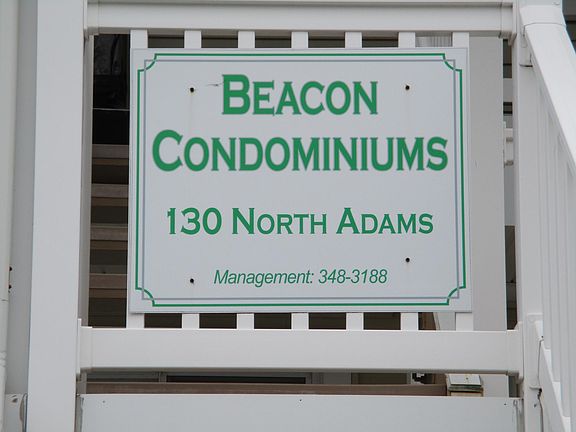 BEACON
CONDOMINIUMS
130 NORTH ADAMS
Management: 348-3188